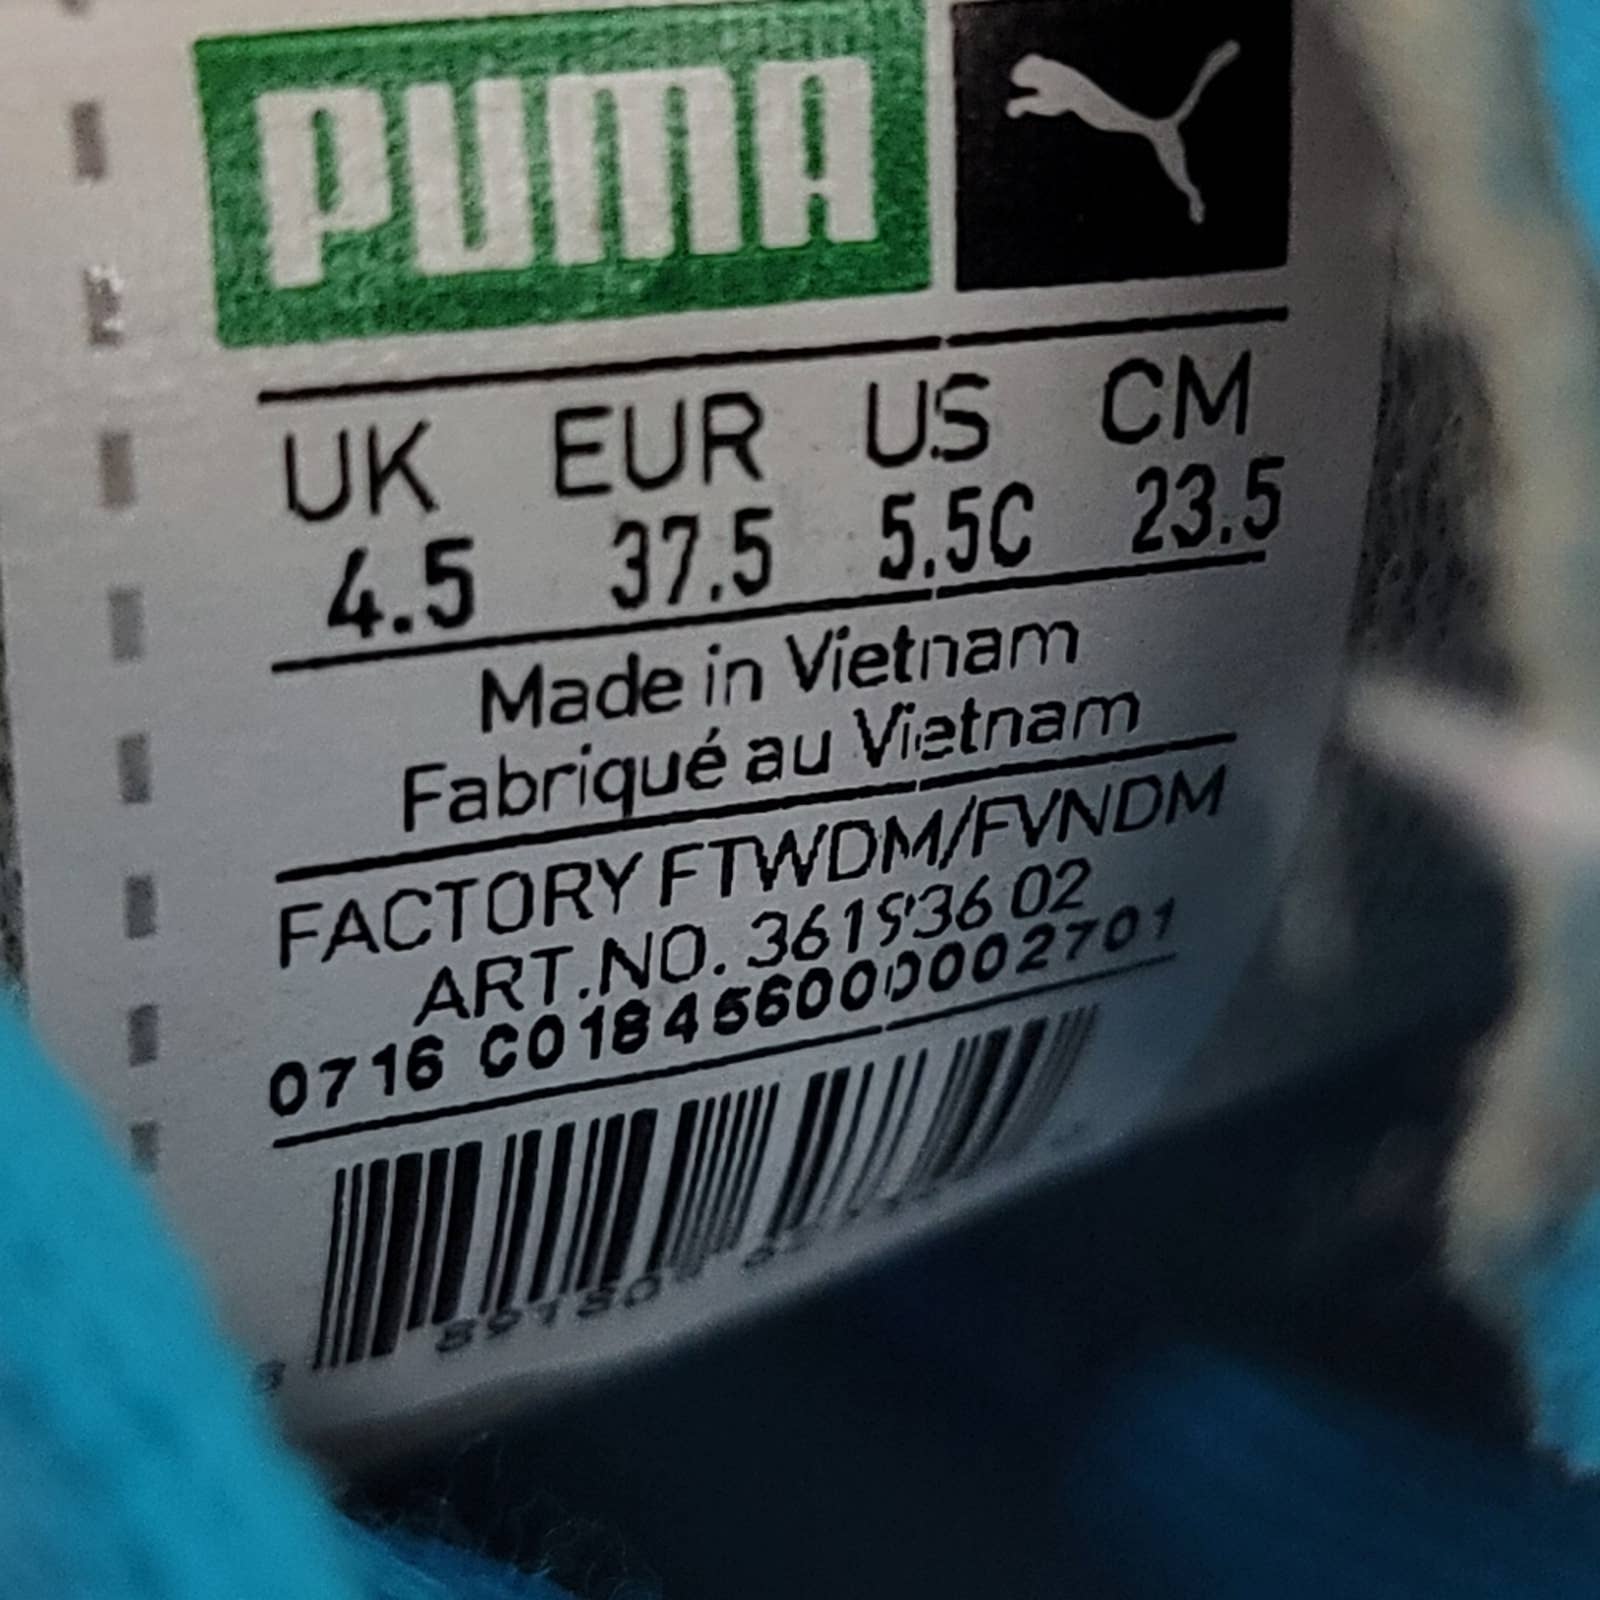 PUMA
UK EUR US CM
4.5 37.5 5.5C 23.5
Made in Vietnam
Fabriqué au Vietnam
FACTORY FTWDM/FVNDM
ART.NO. 361936 02
0716 C0184560000002701